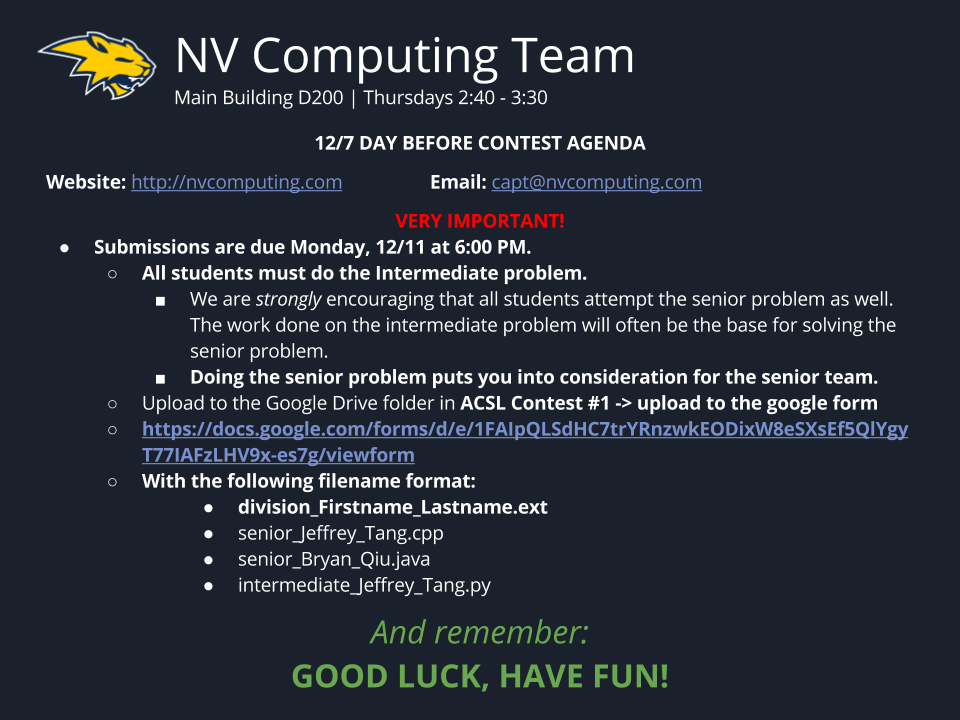 NV Computing Team
Main Building D200 | Thursdays 2:40 - 3:30
12/7 DAY BEFORE CONTEST AGENDA
Website: http://nvcomputing.com Email: capt@nvcomputing.com
VERY IMPORTANT!
● Submissions are due Monday, 12/11 at 6:00 PM.
○ All students must do the Intermediate problem.
■ We are strongly encouraging that all students attempt the senior problem as well.
The work done on the intermediate problem will often be the base for solving the
senior problem.
■ Doing the senior problem puts you into consideration for the senior team.
○ Upload to the Google Drive folder in ACSL Contest #1 -> upload to the google form
○ https://docs.google.com/forms/d/e/1FAIpQLSdHC7trYRnzwkEODixW8eSXsEf5QlYgy
T77IAFzLHV9x-es7g/viewform
○ With the following filename format:
● division_Firstname_Lastname.ext
● senior_Jeffrey_Tang.cpp
● senior_Bryan_Qiu.java
● intermediate_Jeffrey_Tang.py
And remember:
GOOD LUCK, HAVE FUN!